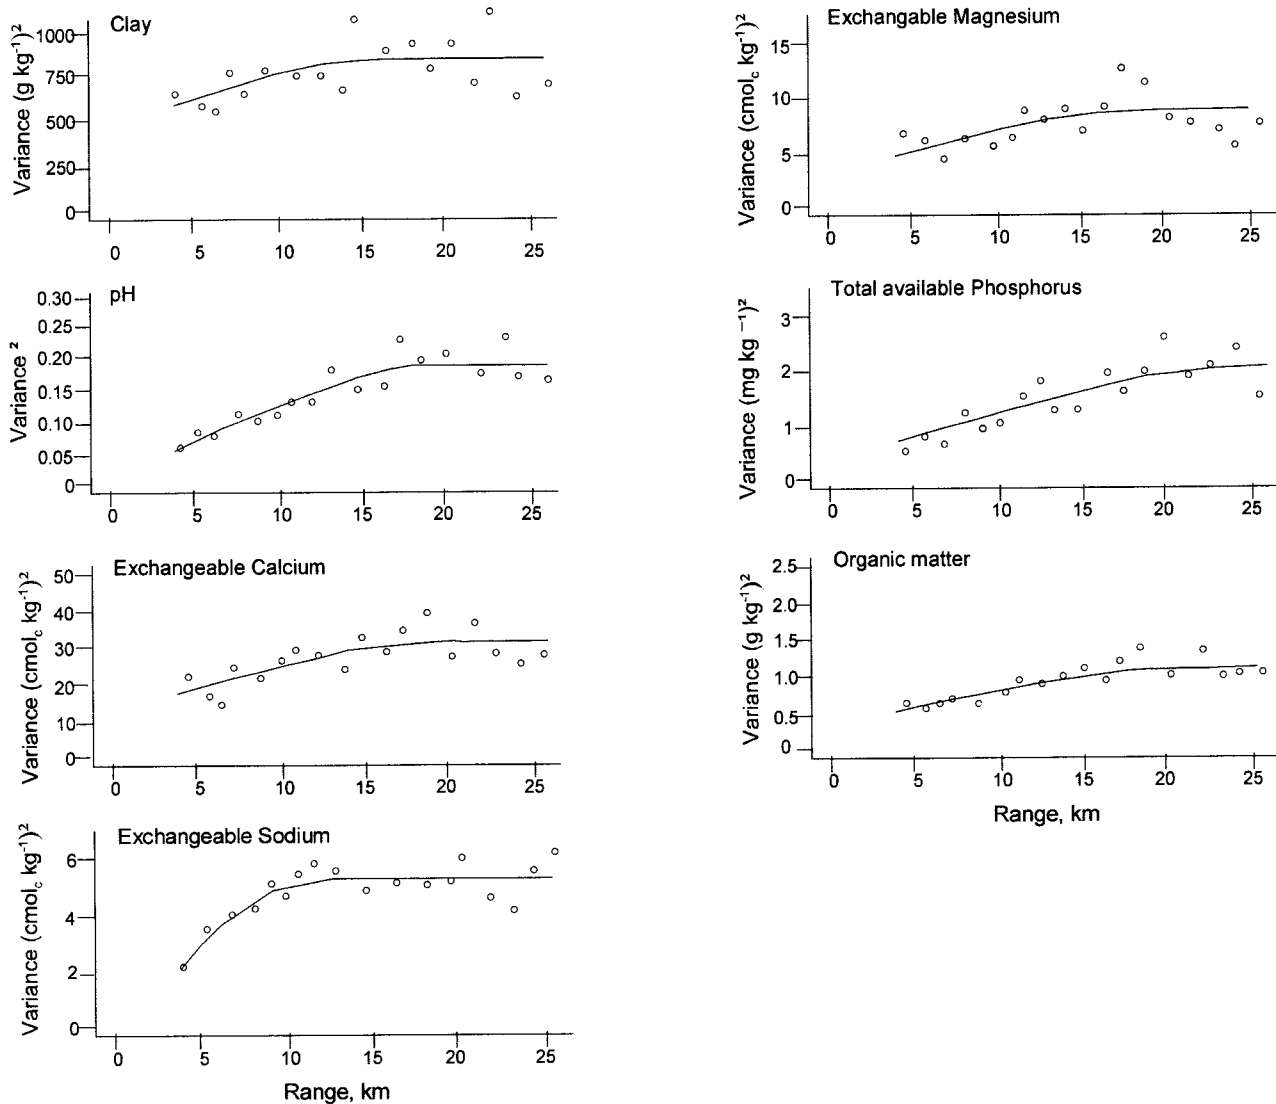 Clay
Variance (g kg⁻¹)²
1000
750
500
250
0
0 5 10 15 20 25
pH
Variance ²
0.30
0.25
0.20
0.15
0.10
0.05
0
0 5 10 15 20 25
Exchangeable Calcium
Variance (cmol_c kg⁻¹)²
50
40
30
20
10
0
0 5 10 15 20 25
Exchangeable Sodium
Variance (cmol_c kg⁻¹)²
6
4
2
0
0 5 10 15 20 25
Range, km
Exchangable Magnesium
Variance (cmol_c kg⁻¹)²
15
10
5
0
0 5 10 15 20 25
Total available Phosphorus
Variance (mg kg ⁻¹)²
3
2
1
0
0 5 10 15 20 25
Organic matter
Variance (g kg⁻¹)²
2.5
2.0
1.5
1.0
0.5
0
0 5 10 15 20 25
Range, km